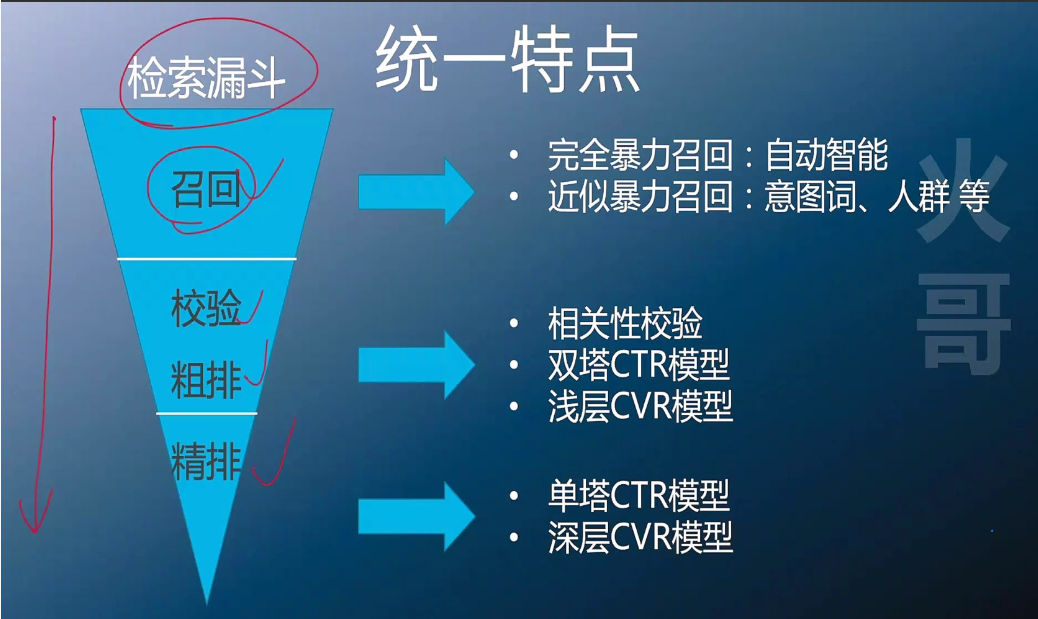 检索漏斗
统一特点
召回
• 完全暴力召回：自动智能
• 近似暴力召回：意图词、人群 等
校验
粗排
• 相关性校验
• 双塔CTR模型
• 浅层CVR模型
精排
• 单塔CTR模型
• 深层CVR模型
火哥